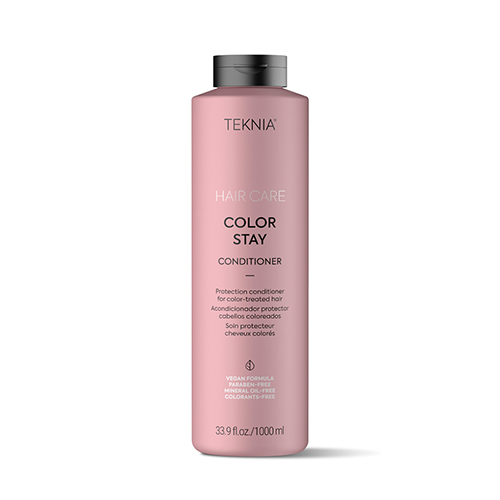 TEKNIA®
HAIR CARE
COLOR
STAY
CONDITIONER
Protection conditioner
for color-treated hair
Acondicionador protector
cabellos coloreados
Soin protecteur
cheveux colorés
VEGAN FORMULA
PARABEN-FREE
MINERAL OIL-FREE
COLORANTS-FREE
33.9 fl.oz./1000 ml